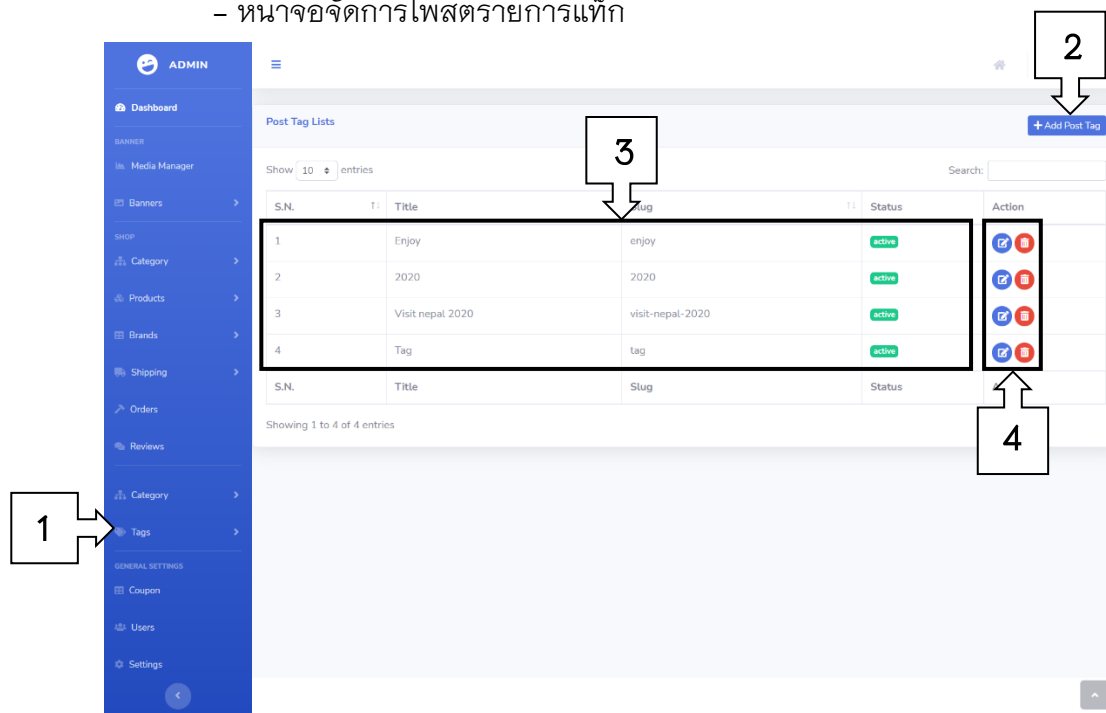 - หน้าจอจัดการโพสตรายการแท็ก
2
ADMIN
Dashboard
Post Tag Lists
+ Add Post Tag
BANNER
3
Media Manager
Show 10 entries
Search:
Banners
S.N. Title Slug Status Action
SHOP
1 Enjoy enjoy active
Category
2 2020 2020 active
Products
3 Visit nepal 2020 visit-nepal-2020 active
Brands
4 Tag tag active
Shipping
S.N. Title Slug Status
Orders
Showing 1 to 4 of 4 entries
4
Reviews
Category
1
Tags
GENERAL SETTINGS
Coupon
Users
Settings